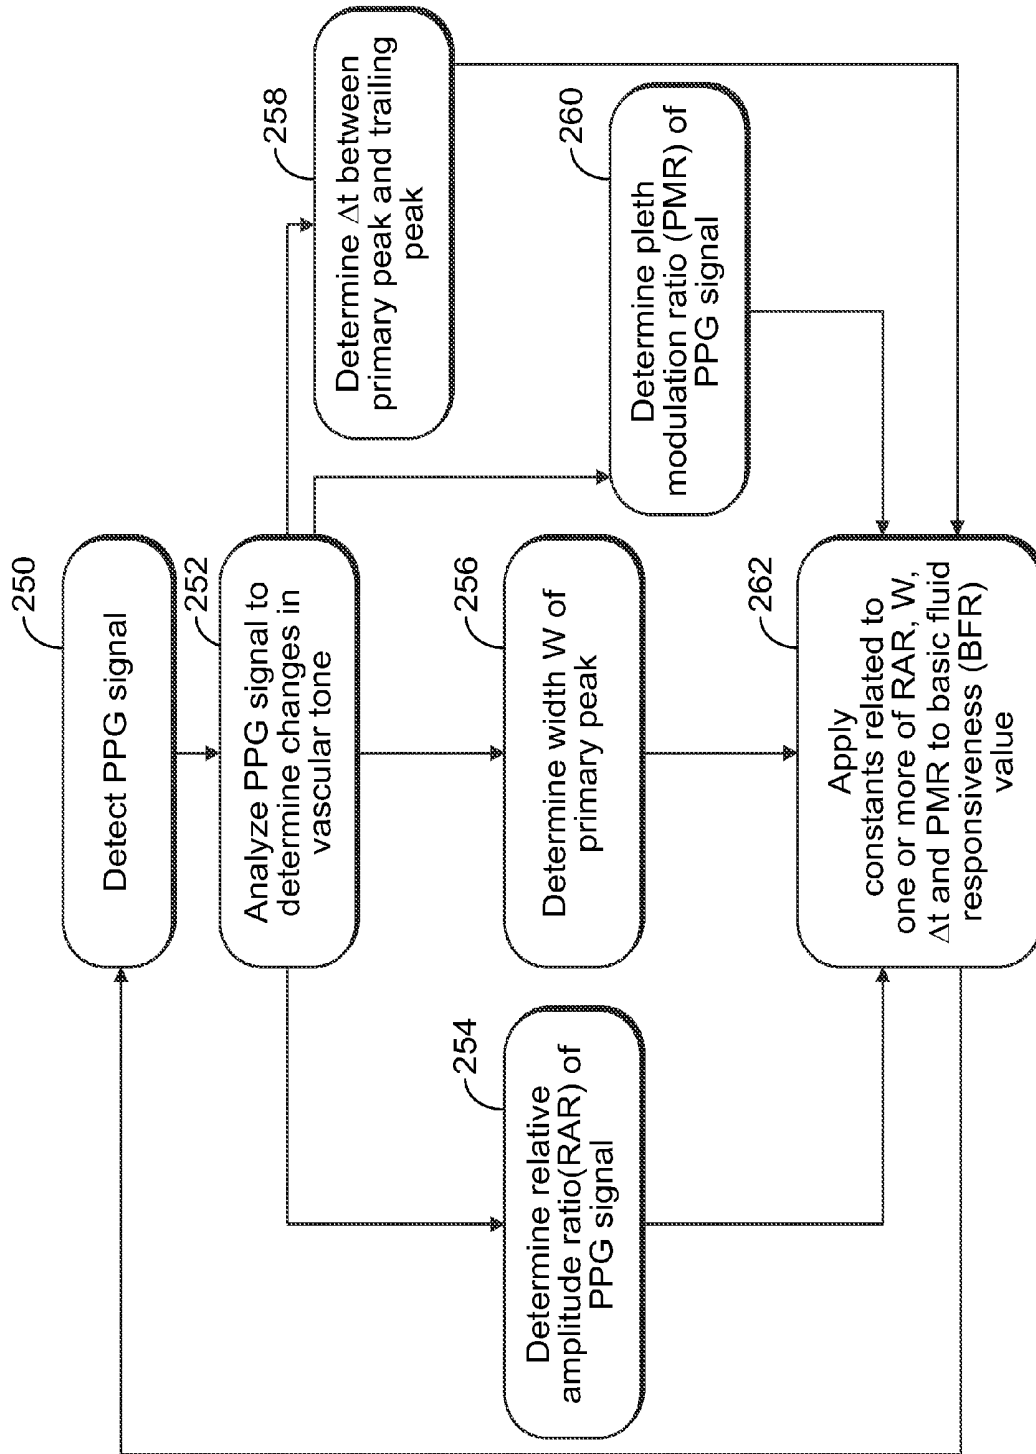 250
Detect PPG signal
252
Analyze PPG signal to
determine changes in
vascular tone
254
Determine relative
amplitude ratio(RAR) of
PPG signal
256
Determine width W of
primary peak
258
Determine Δt between
primary peak and trailing
peak
260
Determine pleth
modulation ratio (PMR) of
PPG signal
262
Apply
constants related to
one or more of RAR, W,
Δt and PMR to basic fluid
responsiveness (BFR)
value